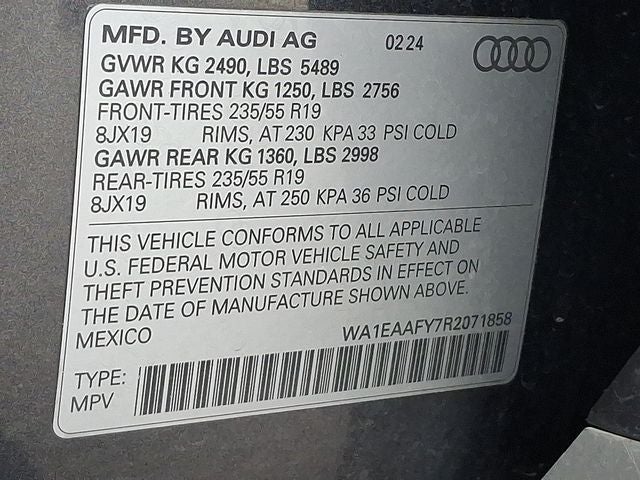 MFD. BY AUDI AG 0224
GVWR KG 2490, LBS 5489
GAWR FRONT KG 1250, LBS 2756
FRONT-TIRES 235/55 R19
8JX19 RIMS, AT 230 KPA 33 PSI COLD
GAWR REAR KG 1360, LBS 2998
REAR-TIRES 235/55 R19
8JX19 RIMS, AT 250 KPA 36 PSI COLD
THIS VEHICLE CONFORMS TO ALL APPLICABLE
U.S. FEDERAL MOTOR VEHICLE SAFETY AND
THEFT PREVENTION STANDARDS IN EFFECT ON
THE DATE OF MANUFACTURE SHOWN ABOVE.
MEXICO WA1EAAFY7R2071858
TYPE:
MPV